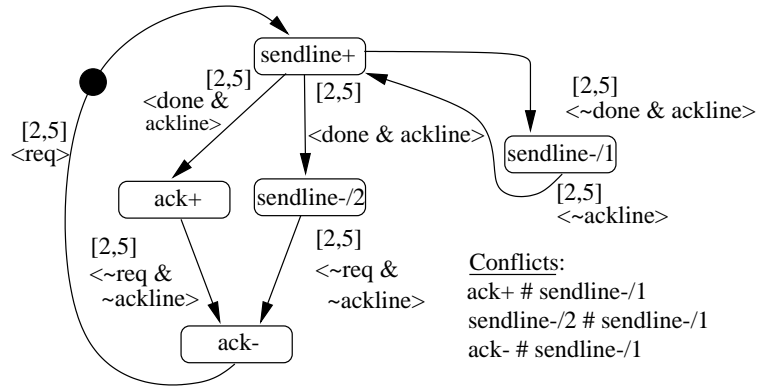 sendline+
[2,5]
<done &
ackline>
[2,5]
<done & ackline>
[2,5]
<~done & ackline>
[2,5]
<req>
sendline-/1
[2,5]
<~ackline>
ack+
sendline-/2
[2,5]
<~req &
~ackline>
[2,5]
<~req &
~ackline>
ack-
Conflicts:
ack+ # sendline-/1
sendline-/2 # sendline-/1
ack- # sendline-/1